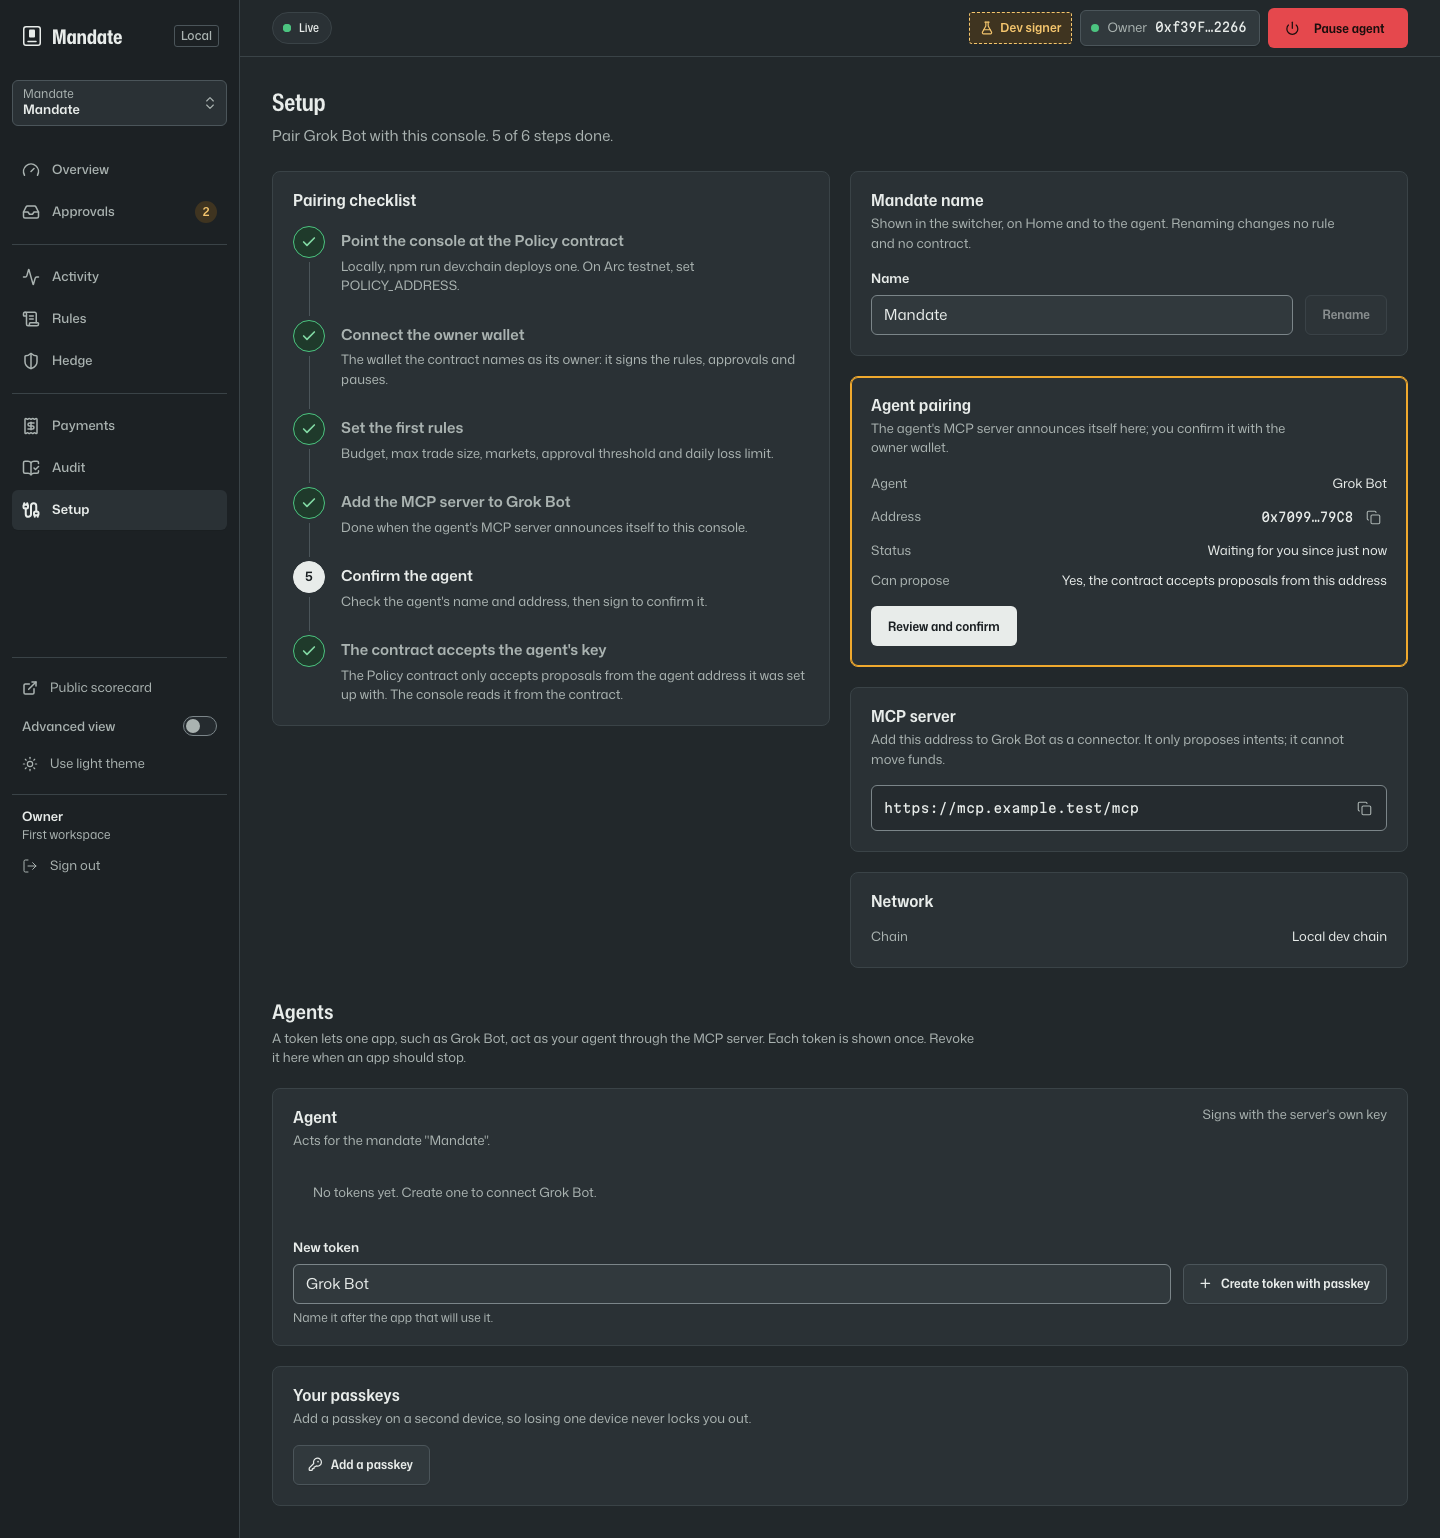 Mandate
Local
Mandate
Mandate
Overview
Approvals
2
Activity
Rules
Hedge
Payments
Audit
Setup
Public scorecard
Advanced view
Use light theme
Owner
First workspace
Sign out
Live
Dev signer
Owner 0xf39F…2266
Pause agent
Setup
Pair Grok Bot with this console. 5 of 6 steps done.
Pairing checklist
Point the console at the Policy contract
Locally, npm run dev:chain deploys one. On Arc testnet, set
POLICY_ADDRESS.
Connect the owner wallet
The wallet the contract names as its owner: it signs the rules, approvals and
pauses.
Set the first rules
Budget, max trade size, markets, approval threshold and daily loss limit.
Add the MCP server to Grok Bot
Done when the agent's MCP server announces itself to this console.
5
Confirm the agent
Check the agent's name and address, then sign to confirm it.
The contract accepts the agent's key
The Policy contract only accepts proposals from the agent address it was set
up with. The console reads it from the contract.
Mandate name
Shown in the switcher, on Home and to the agent. Renaming changes no rule
and no contract.
Name
Mandate
Rename
Agent pairing
The agent's MCP server announces itself here; you confirm it with the
owner wallet.
Agent
Grok Bot
Address
0x7099…79C8
Status
Waiting for you since just now
Can propose
Yes, the contract accepts proposals from this address
Review and confirm
MCP server
Add this address to Grok Bot as a connector. It only proposes intents; it cannot
move funds.
https://mcp.example.test/mcp
Network
Chain
Local dev chain
Agents
A token lets one app, such as Grok Bot, act as your agent through the MCP server. Each token is shown once. Revoke
it here when an app should stop.
Agent
Signs with the server's own key
Acts for the mandate "Mandate".
No tokens yet. Create one to connect Grok Bot.
New token
Grok Bot
Create token with passkey
Name it after the app that will use it.
Your passkeys
Add a passkey on a second device, so losing one device never locks you out.
Add a passkey